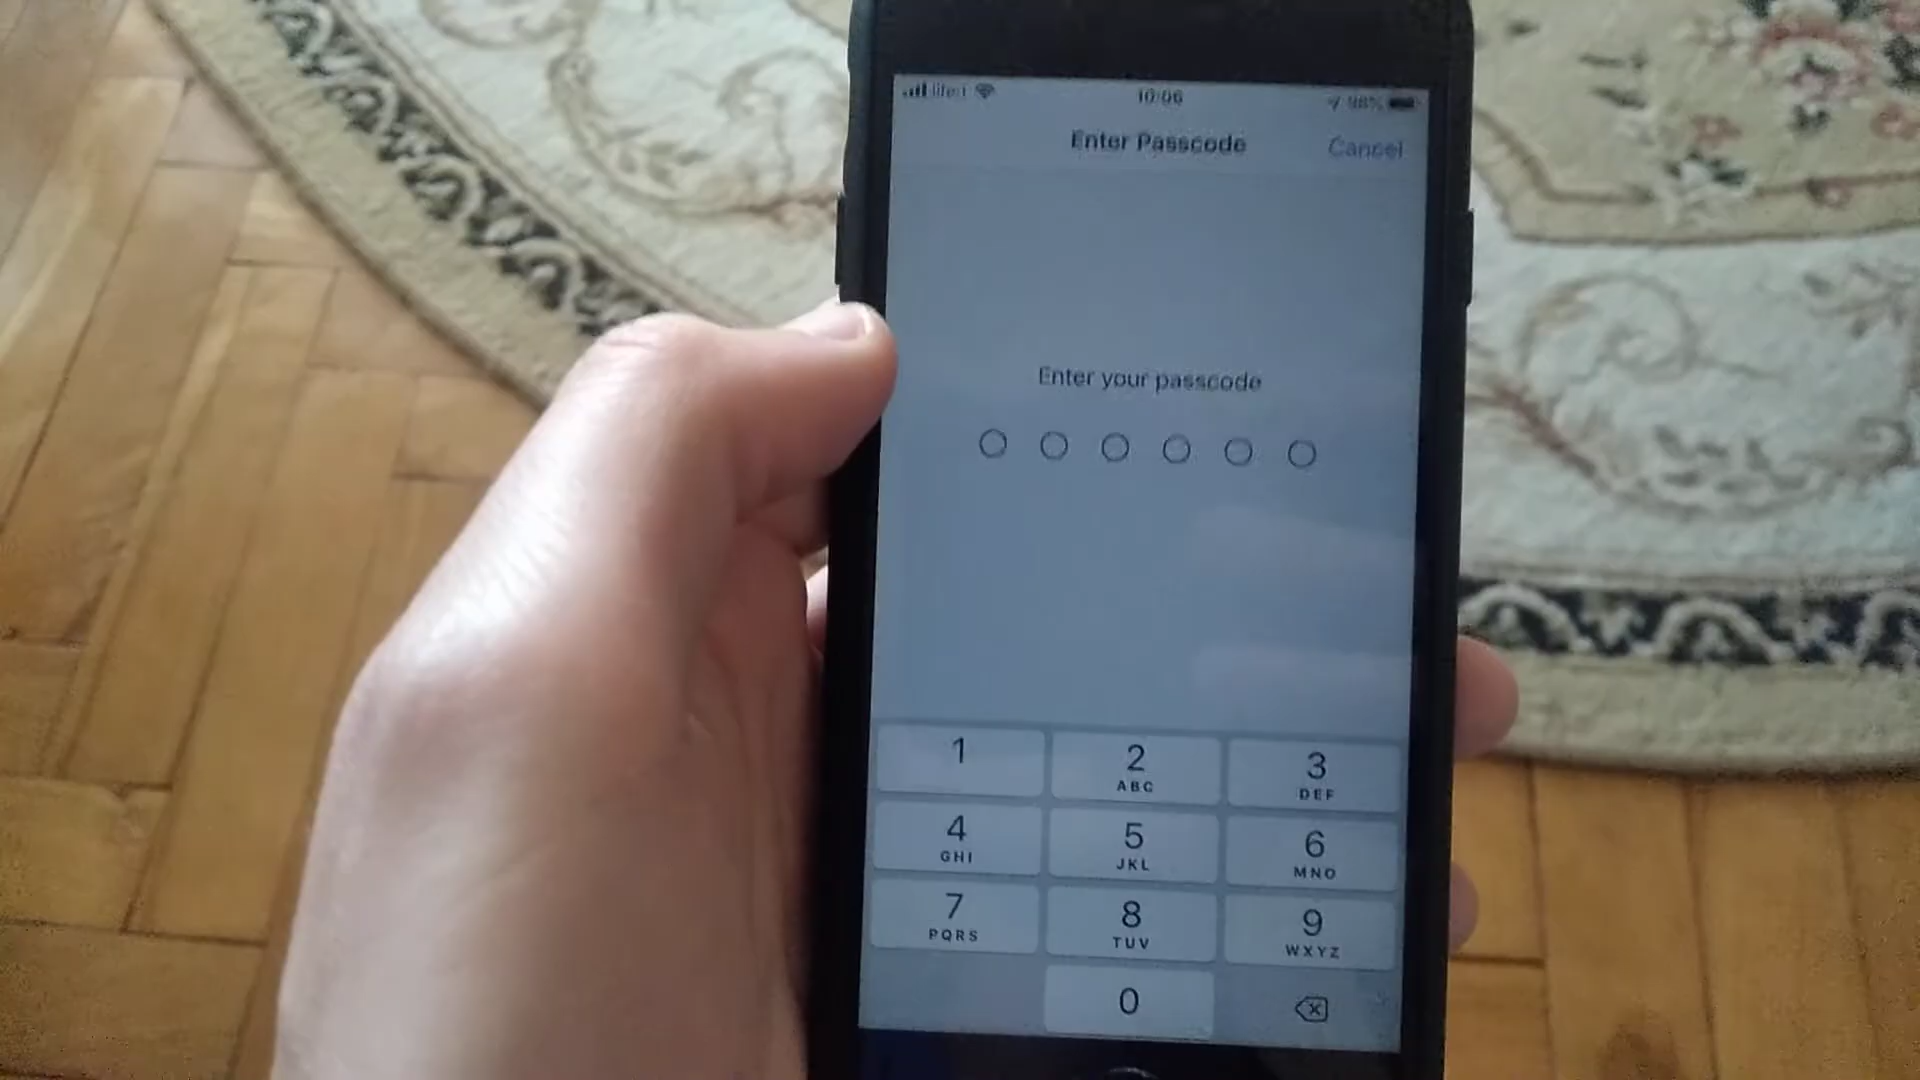 10:06
98%
Enter Passcode
Cancel
Enter your passcode
1
2
ABC
3
DEF
4
GHI
5
JKL
6
MNO
7
PQRS
8
TUV
9
WXYZ
0